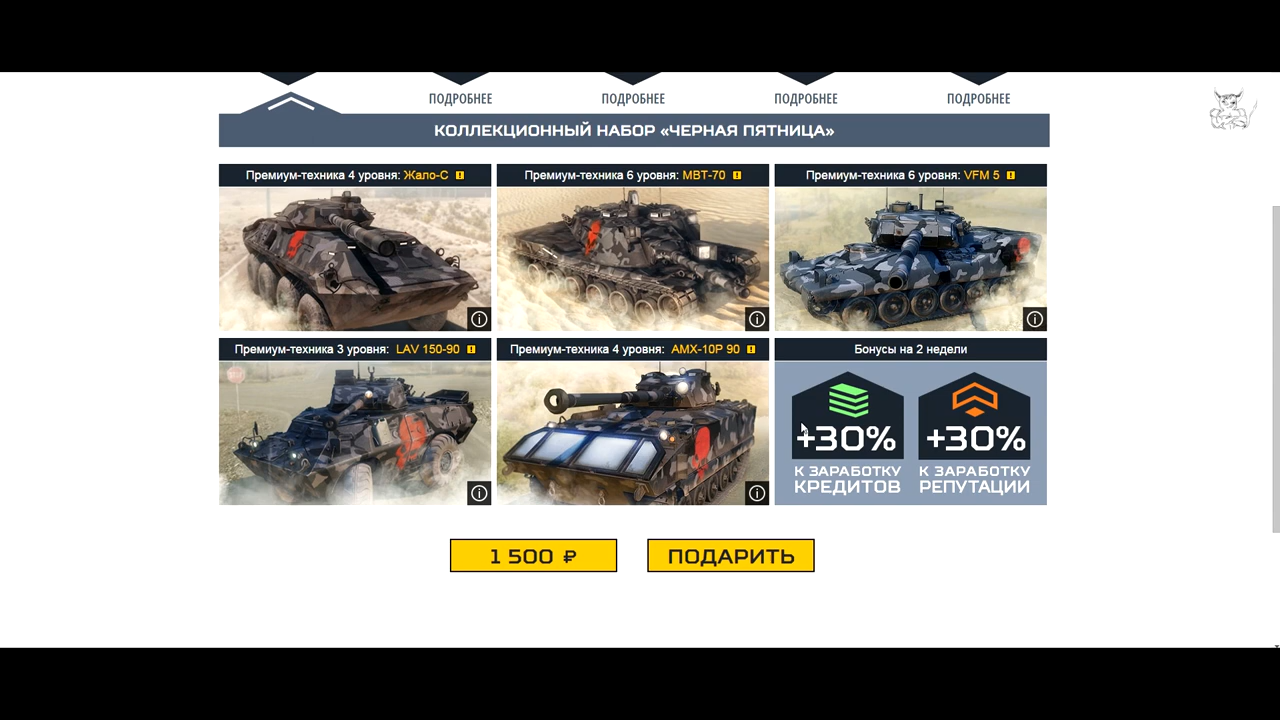 ПОДРОБНЕЕ ПОДРОБНЕЕ ПОДРОБНЕЕ ПОДРОБНЕЕ
КОЛЛЕКЦИОННЫЙ НАБОР «ЧЕРНАЯ ПЯТНИЦА»
Премиум-техника 4 уровня: Жало-С
Премиум-техника 6 уровня: МВТ-70
Премиум-техника 6 уровня: VFM 5
Премиум-техника 3 уровня: LAV 150-90
Премиум-техника 4 уровня: AMX-10P 90
Бонусы на 2 недели
+30%
К ЗАРАБОТКУ
КРЕДИТОВ
+30%
К ЗАРАБОТКУ
РЕПУТАЦИИ
1 500 ₽
ПОДАРИТЬ